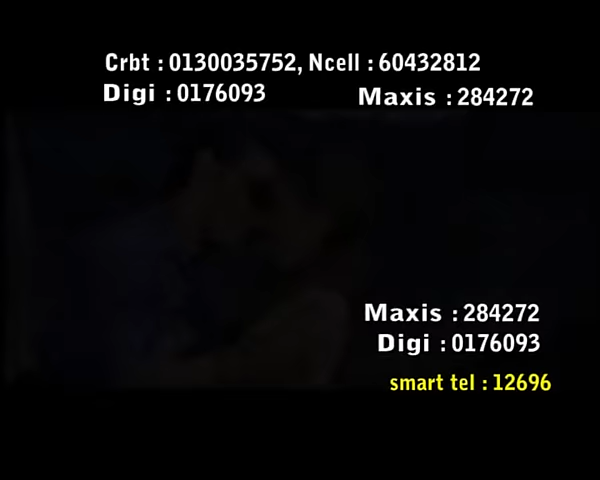 Crbt : 0130035752, Ncell : 60432812
Digi : 0176093 Maxis : 284272
Maxis : 284272
Digi : 0176093
smart tel : 12696